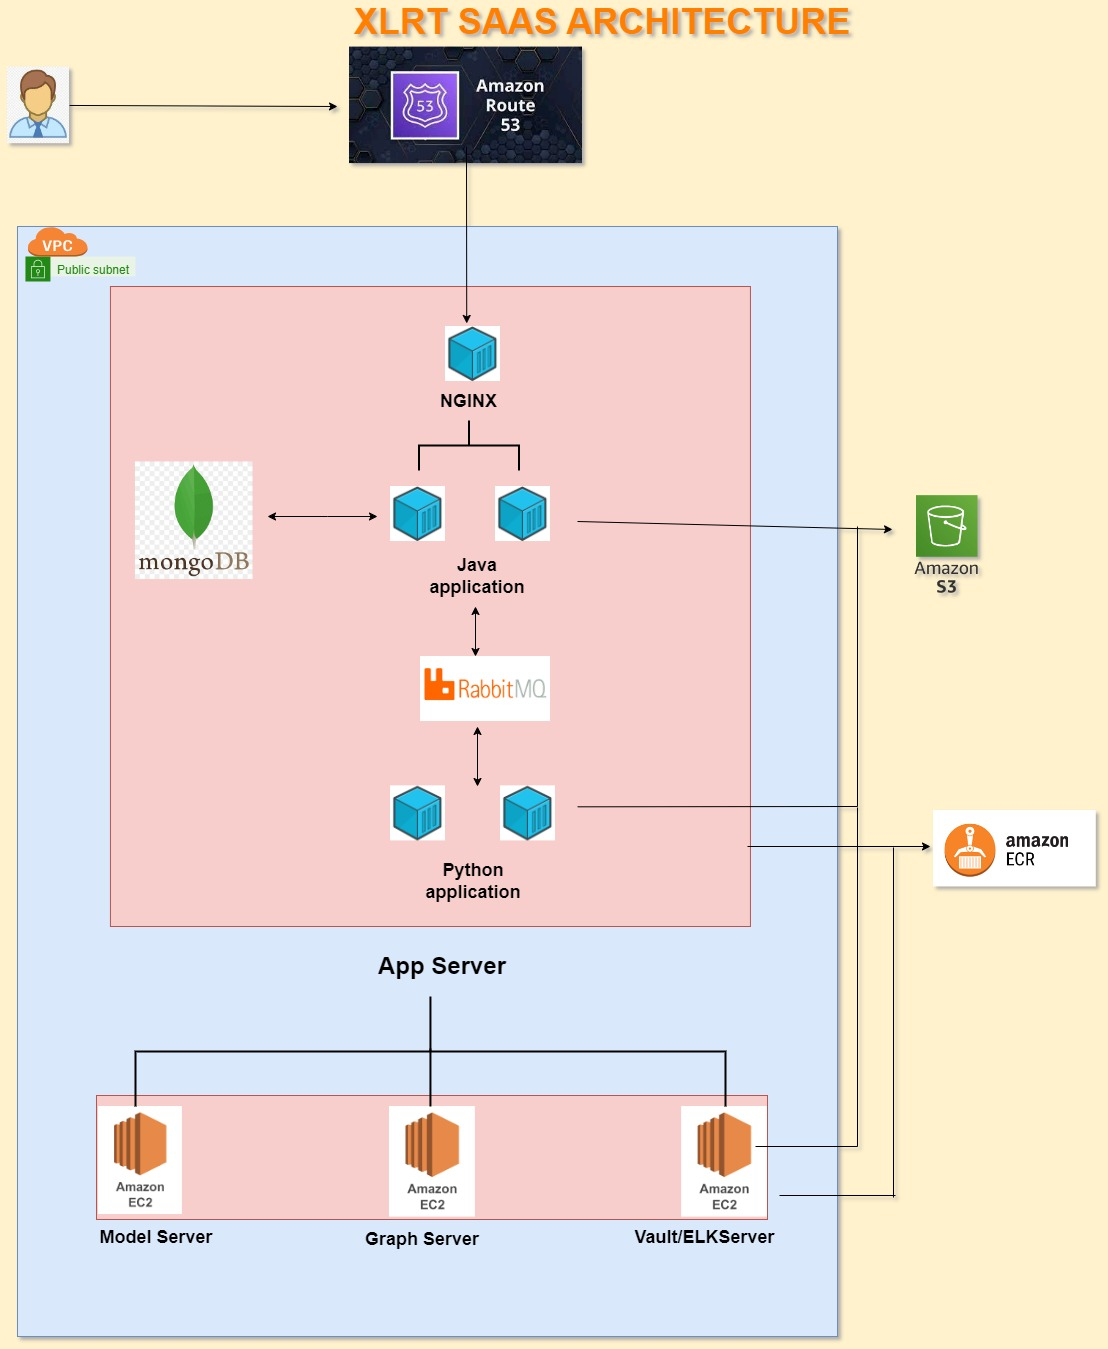 XLRT SAAS ARCHITECTURE
53
Amazon
Route
53
VPC
Public subnet
NGINX
mongoDB
Java
application
Amazon
S3
RabbitMQ
amazon
ECR
Python
application
App Server
Amazon
EC2
Amazon
EC2
Amazon
EC2
Model Server
Graph Server
Vault/ELKServer